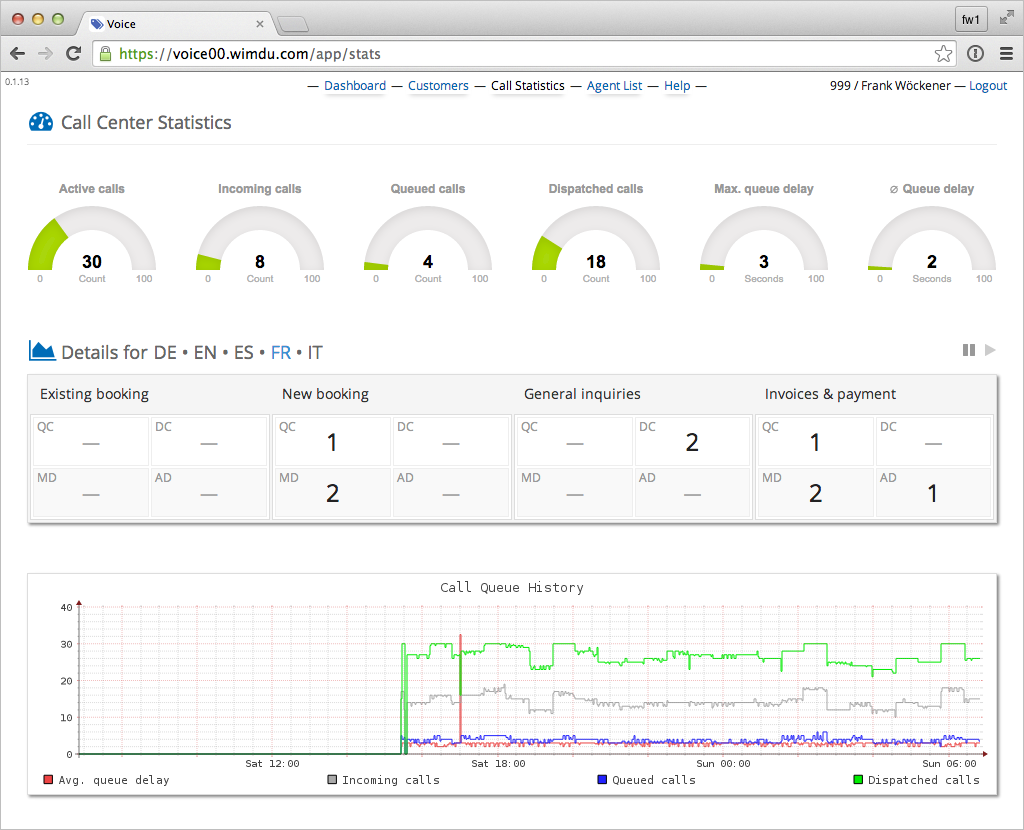 Voice
fw1
https://voice00.wimdu.com/app/stats
0.1.13
— Dashboard — Customers — Call Statistics — Agent List — Help —
999 / Frank Wöckener — Logout
Call Center Statistics
Active calls
Incoming calls
Queued calls
Dispatched calls
Max. queue delay
⌀ Queue delay
30
8
4
18
3
2
0 Count 100
0 Count 100
0 Count 100
0 Count 100
0 Seconds 100
0 Seconds 100
Details for DE • EN • ES • FR • IT
Existing booking
New booking
General inquiries
Invoices & payment
QC — DC —
QC 1 DC —
QC — DC 2
QC 1 DC —
MD — AD —
MD 2 AD —
MD — AD —
MD 2 AD 1
Call Queue History
40
30
20
10
0
Sat 12:00
Sat 18:00
Sun 00:00
Sun 06:00
Avg. queue delay
Incoming calls
Queued calls
Dispatched calls